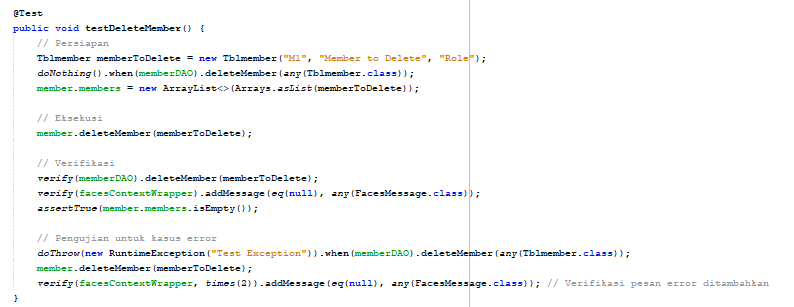 @Test
public void testDeleteMember() {
// Persiapan
Tblmember memberToDelete = new Tblmember("M1", "Member to Delete", "Role");
doNothing().when(memberDAO).deleteMember(any(Tblmember.class));
member.members = new ArrayList<>(Arrays.asList(memberToDelete));
// Eksekusi
member.deleteMember(memberToDelete);
// Verifikasi
verify(memberDAO).deleteMember(memberToDelete);
verify(facesContextWrapper).addMessage(eq(null), any(FacesMessage.class));
assertTrue(member.members.isEmpty());
// Pengujian untuk kasus error
doThrow(new RuntimeException("Test Exception")).when(memberDAO).deleteMember(any(Tblmember.class));
member.deleteMember(memberToDelete);
verify(facesContextWrapper, times(2)).addMessage(eq(null), any(FacesMessage.class)); // Verifikasi pesan error ditambahkan
}